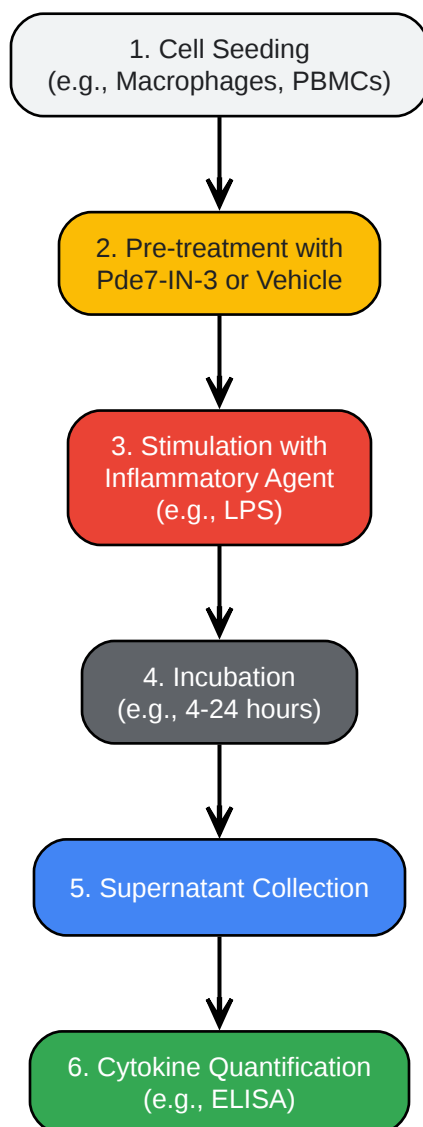 1. Cell Seeding
(e.g., Macrophages, PBMCs)
2. Pre-treatment with
Pde7-IN-3 or Vehicle
3. Stimulation with
Inflammatory Agent
(e.g., LPS)
4. Incubation
(e.g., 4-24 hours)
5. Supernatant Collection
6. Cytokine Quantification
(e.g., ELISA)